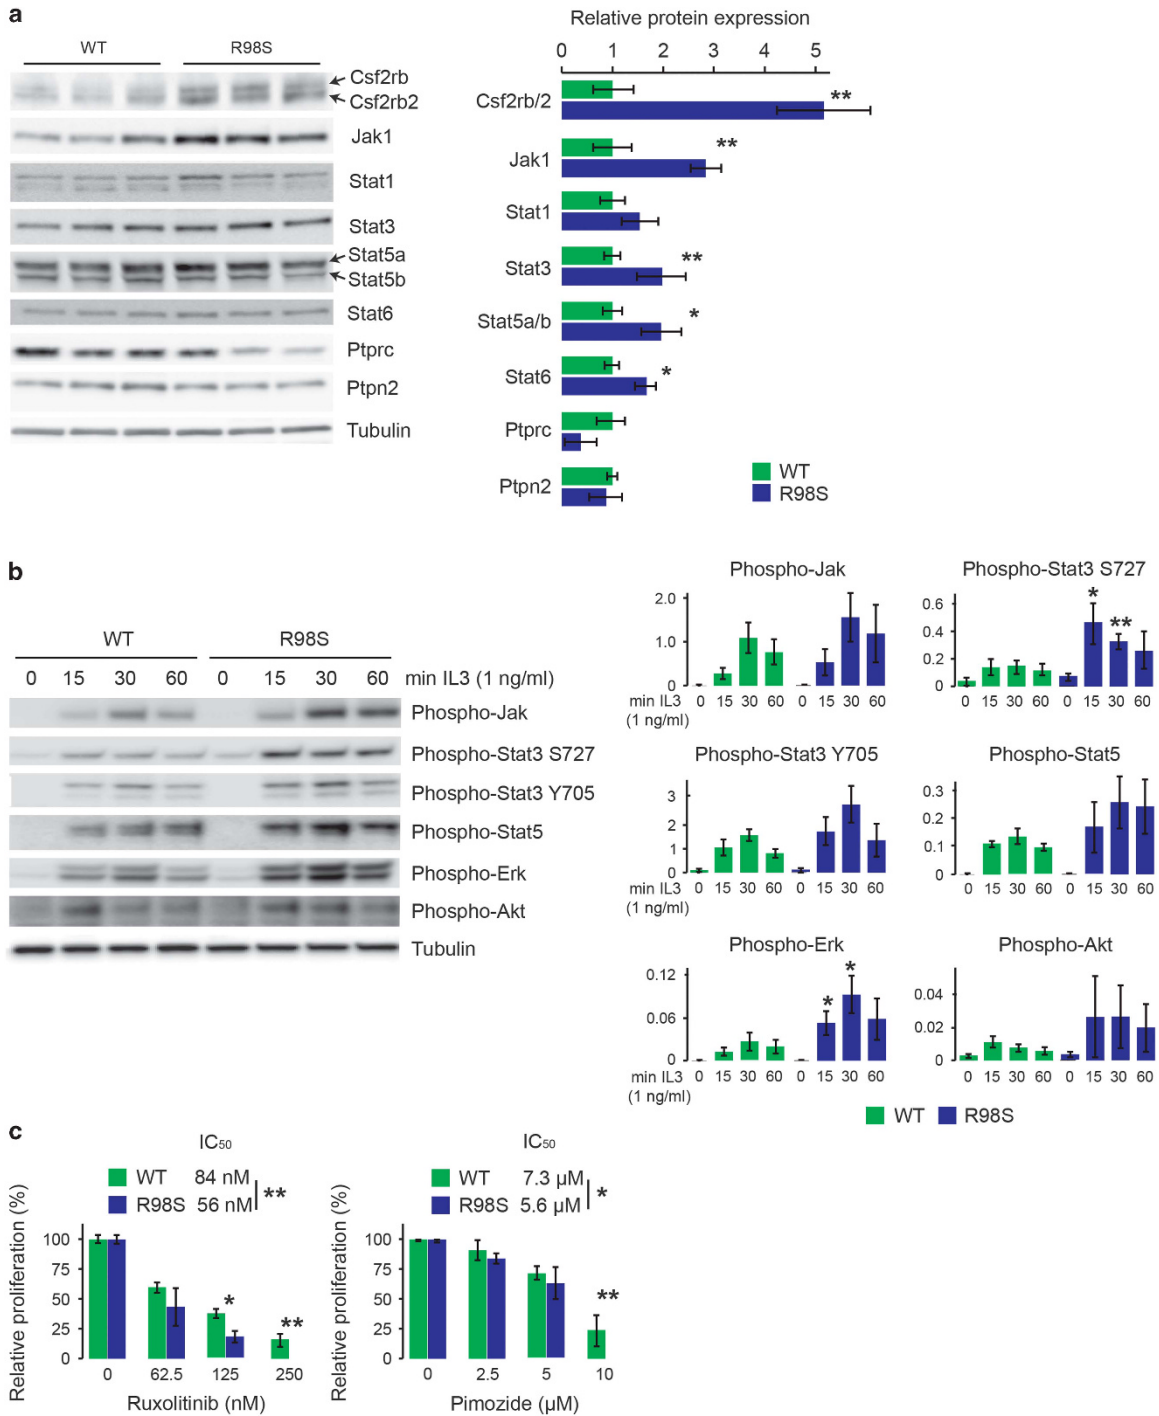 a
WT R98S
Csf2rb
Csf2rb2
Jak1
Stat1
Stat3
Stat5a
Stat5b
Stat6
Ptprc
Ptpn2
Tubulin
Relative protein expression
0 1 2 3 4 5
Csf2rb/2 **
Jak1 **
Stat1
Stat3 **
Stat5a/b *
Stat6 *
Ptprc
Ptpn2
WT
R98S
b
WT R98S
0 15 30 60 0 15 30 60 min IL3 (1 ng/ml)
Phospho-Jak
Phospho-Stat3 S727
Phospho-Stat3 Y705
Phospho-Stat5
Phospho-Erk
Phospho-Akt
Tubulin
Phospho-Jak
2.0
1.0
0
min IL3 0 15 30 60 0 15 30 60
(1 ng/ml)
Phospho-Stat3 S727
0.6
0.4
0.2
0
* **
0 15 30 60 0 15 30 60
Phospho-Stat3 Y705
3
2
1
0
min IL3 0 15 30 60 0 15 30 60
(1 ng/ml)
Phospho-Stat5
0.3
0.2
0.1
0
0 15 30 60 0 15 30 60
Phospho-Erk
0.12
0.06
0
* *
min IL3 0 15 30 60 0 15 30 60
(1 ng/ml)
Phospho-Akt
0.04
0.02
0
0 15 30 60 0 15 30 60
WT R98S
c
IC50
WT 84 nM
R98S 56 nM
**
Relative proliferation (%)
100
75
50
25
0
* **
0 62.5 125 250
Ruxolitinib (nM)
IC50
WT 7.3 µM
R98S 5.6 µM
*
Relative proliferation (%)
100
75
50
25
0
**
0 2.5 5 10
Pimozide (µM)